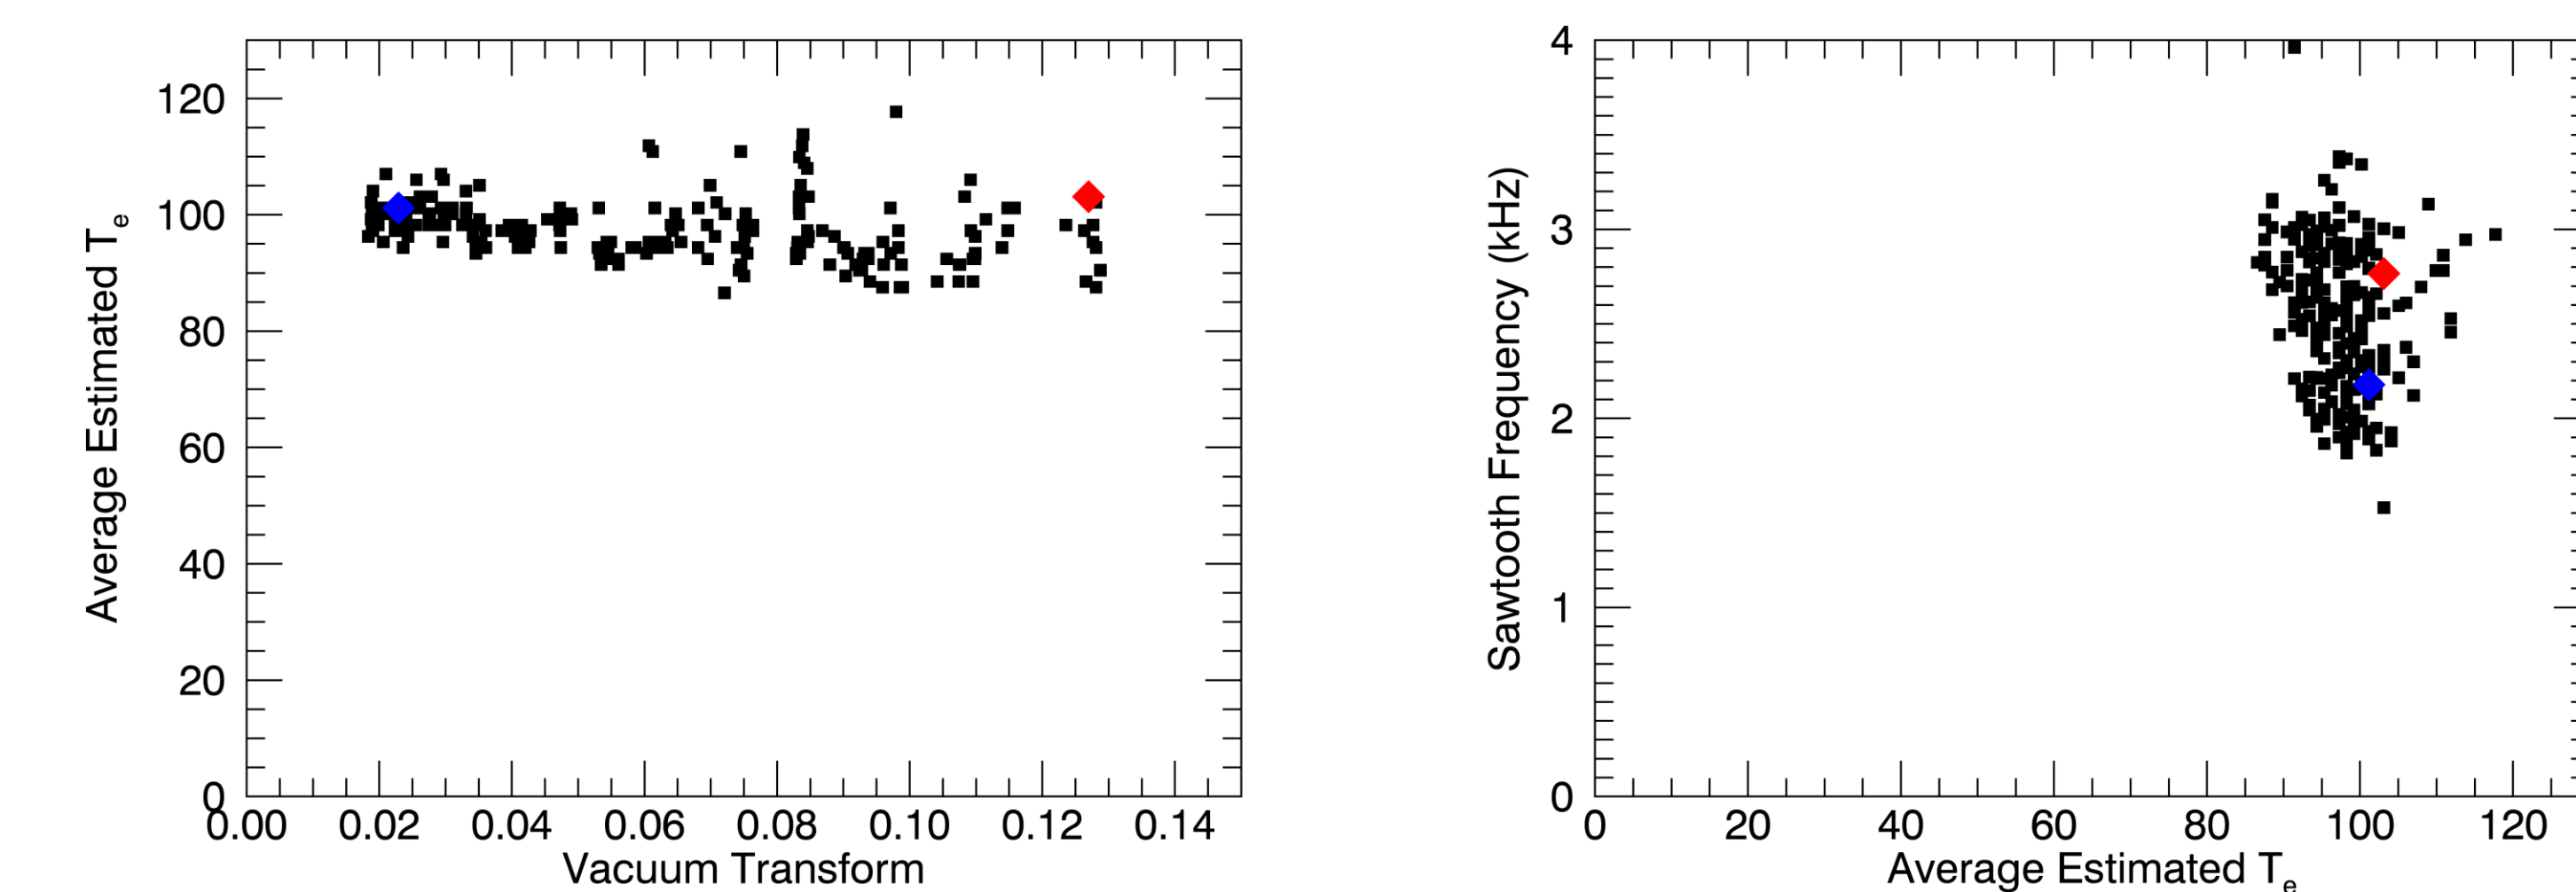 120
100
80
60
40
20
0
Average Estimated Te
0.00 0.02 0.04 0.06 0.08 0.10 0.12 0.14
Vacuum Transform
4
3
2
1
0
Sawtooth Frequency (kHz)
0 20 40 60 80 100 120
Average Estimated Te